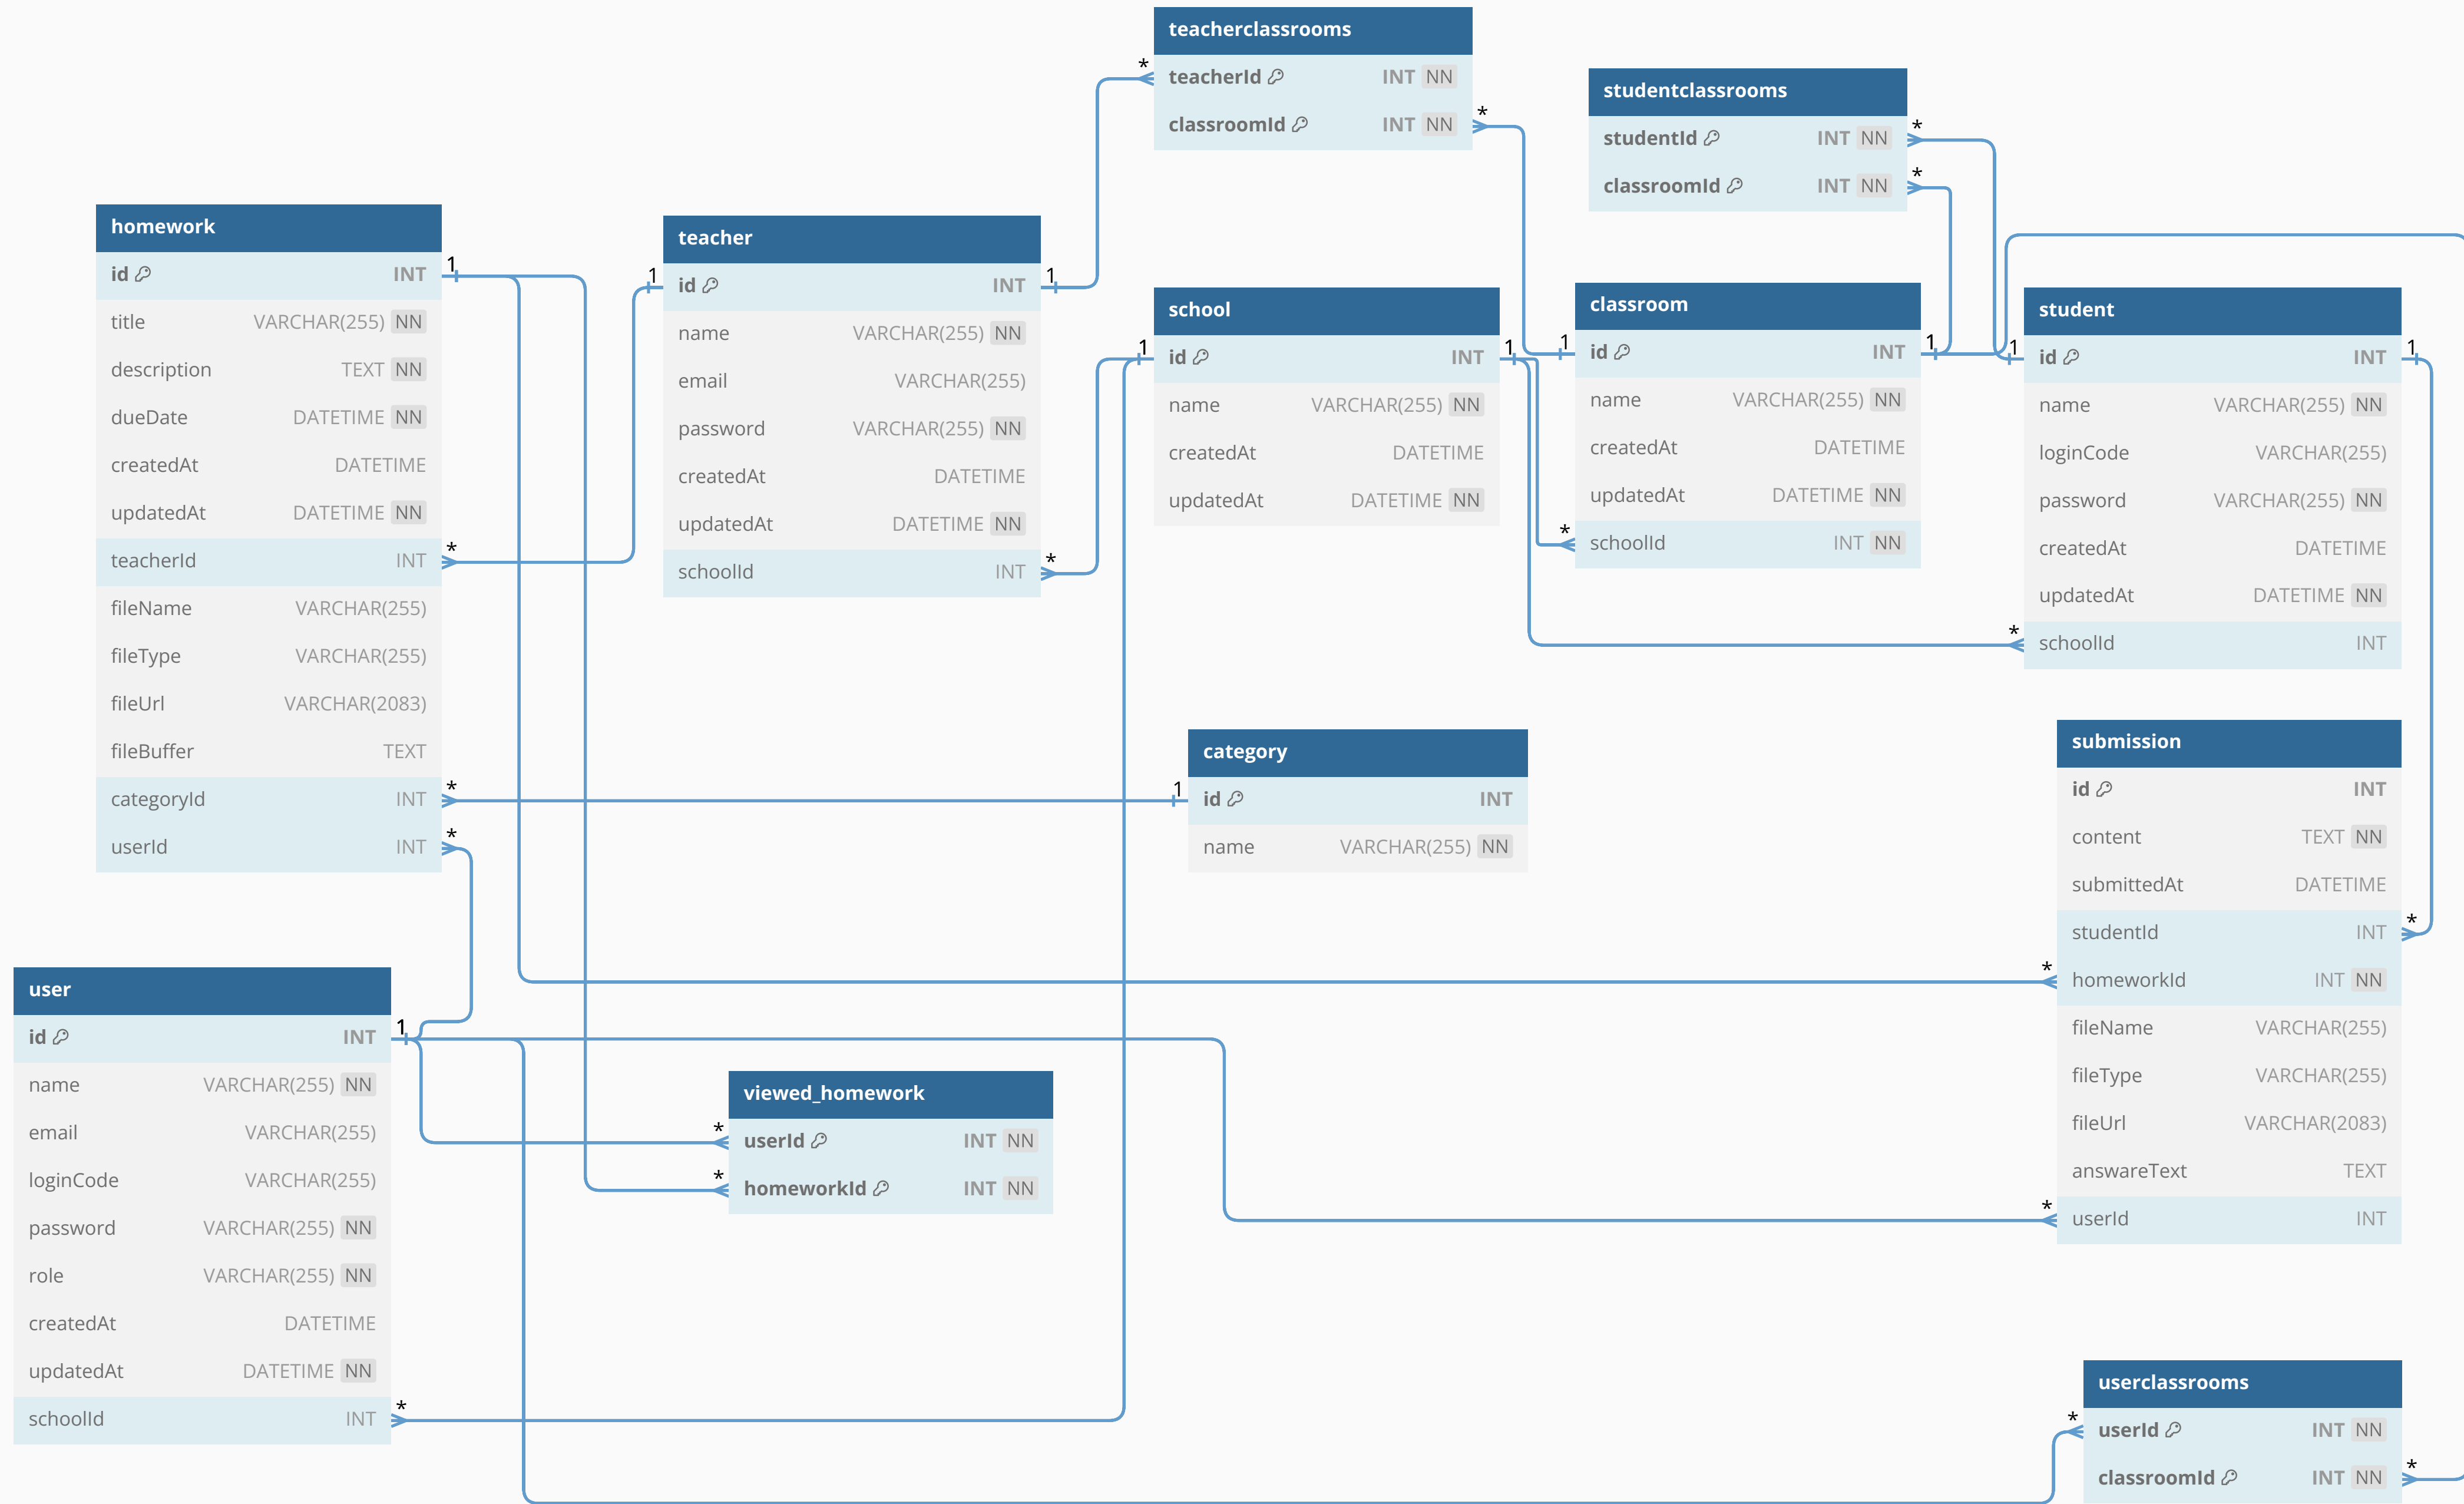 teacherclassrooms
teacherId INT NN
classroomId INT NN
studentclassrooms
studentId INT NN
classroomId INT NN
homework
id INT
title VARCHAR(255) NN
description TEXT NN
dueDate DATETIME NN
createdAt DATETIME
updatedAt DATETIME NN
teacherId INT
fileName VARCHAR(255)
fileType VARCHAR(255)
fileUrl VARCHAR(2083)
fileBuffer TEXT
categoryId INT
userId INT
teacher
id INT
name VARCHAR(255) NN
email VARCHAR(255)
password VARCHAR(255) NN
createdAt DATETIME
updatedAt DATETIME NN
schoolId INT
school
id INT
name VARCHAR(255) NN
createdAt DATETIME
updatedAt DATETIME NN
classroom
id INT
name VARCHAR(255) NN
createdAt DATETIME
updatedAt DATETIME NN
schoolId INT NN
student
id INT
name VARCHAR(255) NN
loginCode VARCHAR(255)
password VARCHAR(255) NN
createdAt DATETIME
updatedAt DATETIME NN
schoolId INT
category
id INT
name VARCHAR(255) NN
submission
id INT
content TEXT NN
submittedAt DATETIME
studentId INT
homeworkId INT NN
fileName VARCHAR(255)
fileType VARCHAR(255)
fileUrl VARCHAR(2083)
answareText TEXT
userId INT
user
id INT
name VARCHAR(255) NN
email VARCHAR(255)
loginCode VARCHAR(255)
password VARCHAR(255) NN
role VARCHAR(255) NN
createdAt DATETIME
updatedAt DATETIME NN
schoolId INT
viewed_homework
userId INT NN
homeworkId INT NN
userclassrooms
userId INT NN
classroomId INT NN